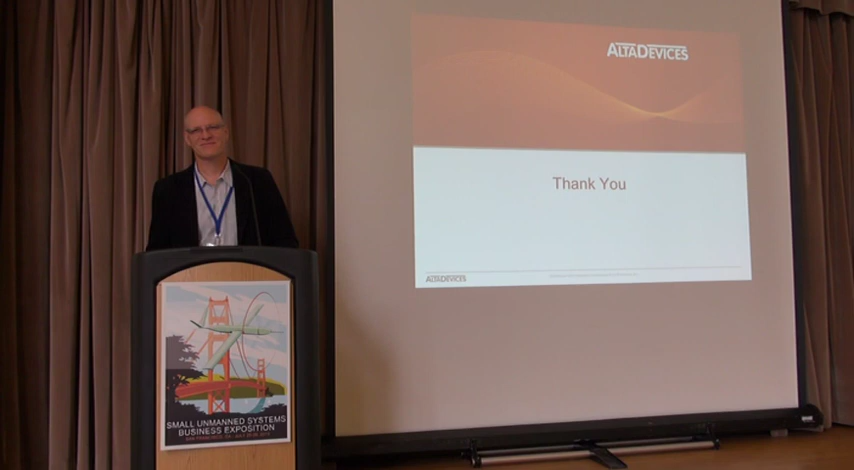 ALTADEVICES
Thank You
ALTADEVICES
SMALL UNMANNED SYSTEMS
BUSINESS EXPOSITION